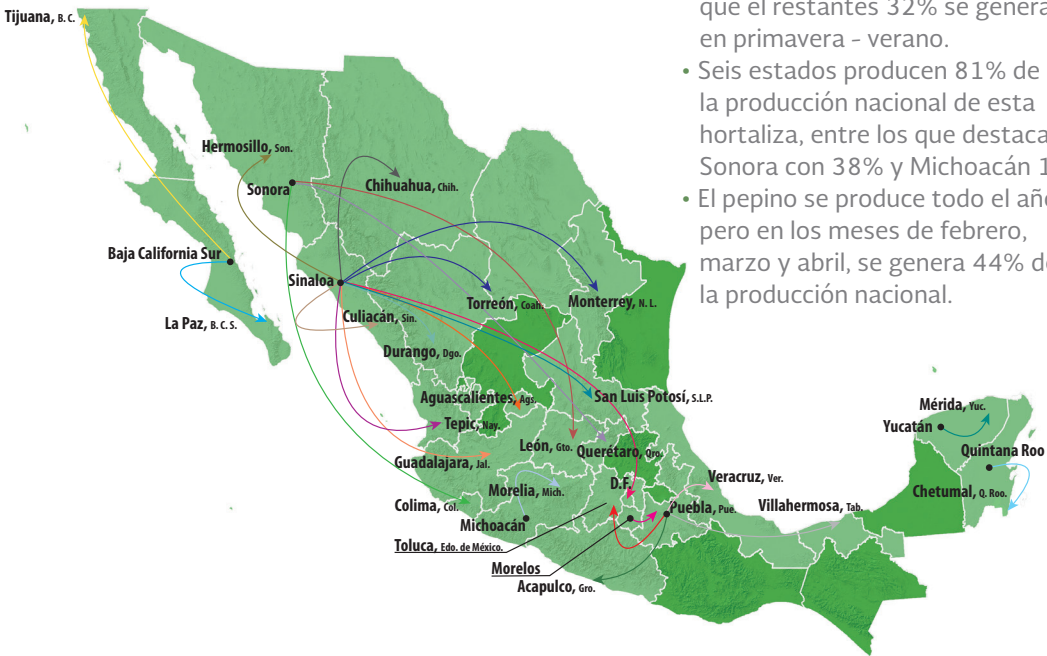 que el restantes 32% se genera
en primavera - verano.
• Seis estados producen 81% de
la producción nacional de esta
hortaliza, entre los que destaca
Sonora con 38% y Michoacán 1
• El pepino se produce todo el año
pero en los meses de febrero,
marzo y abril, se genera 44% de
la producción nacional.
Tijuana, B. C.
Hermosillo, Son.
Sonora
Chihuahua, Chih.
Baja California Sur
Sinaloa
La Paz, B. C. S.
Culiacán, Sin.
Torreón, Coah.
Monterrey, N. L.
Durango, Dgo.
Aguascalientes, Ags.
San Luis Potosí, S.L.P.
Tepic, Nay.
León, Gto.
Querétaro, Qro.
Guadalajara, Jal.
Mérida, Yuc.
Yucatán
Quintana Roo
Chetumal, Q. Roo.
Morelia, Mich.
D.F.
Veracruz, Ver.
Colima, Col.
Michoacán
Puebla, Pue.
Villahermosa, Tab.
Toluca, Edo. de México.
Morelos
Acapulco, Gro.